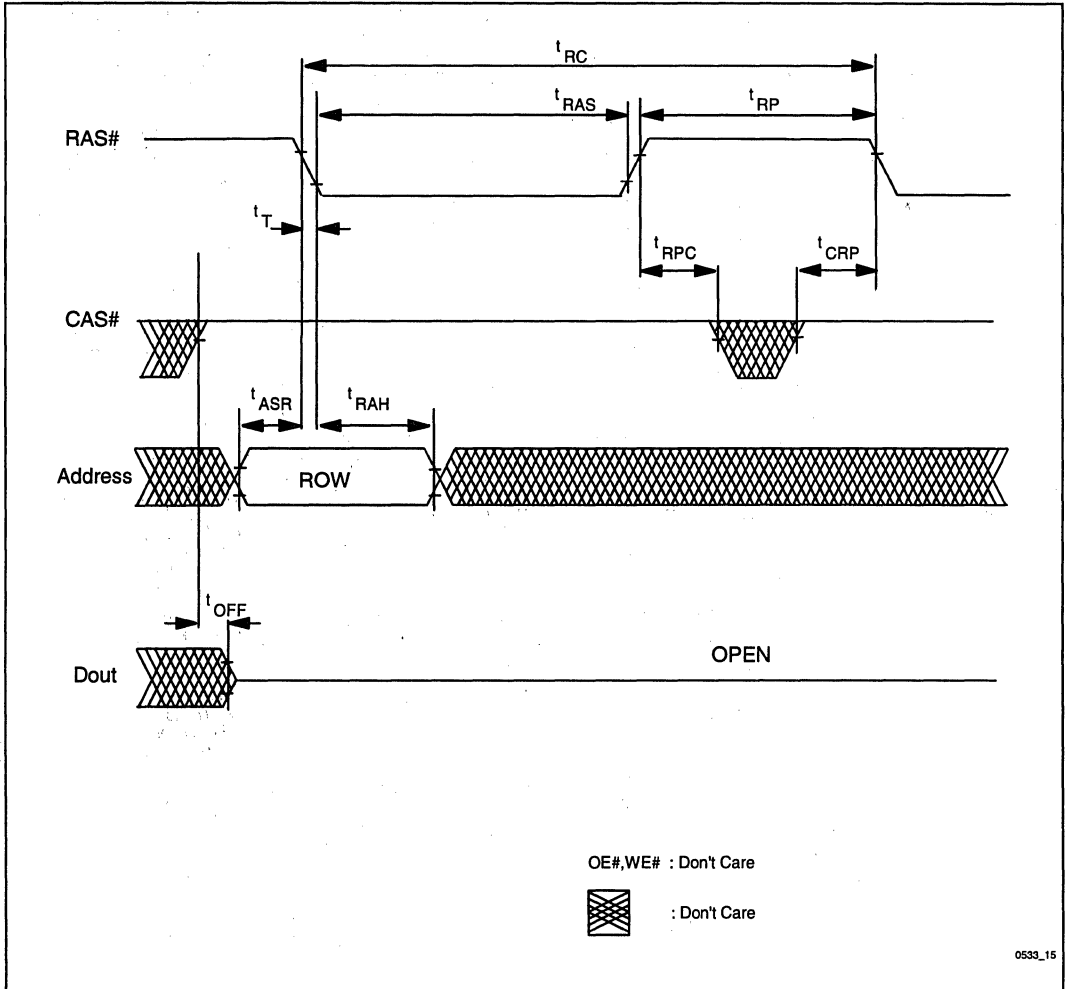 tRC
tRAS
tRP
RAS#
tT
tRPC
tCRP
CAS#
tASR
tRAH
Address
ROW
tOFF
OPEN
Dout
OE#,WE# : Don't Care
: Don't Care
0533_15